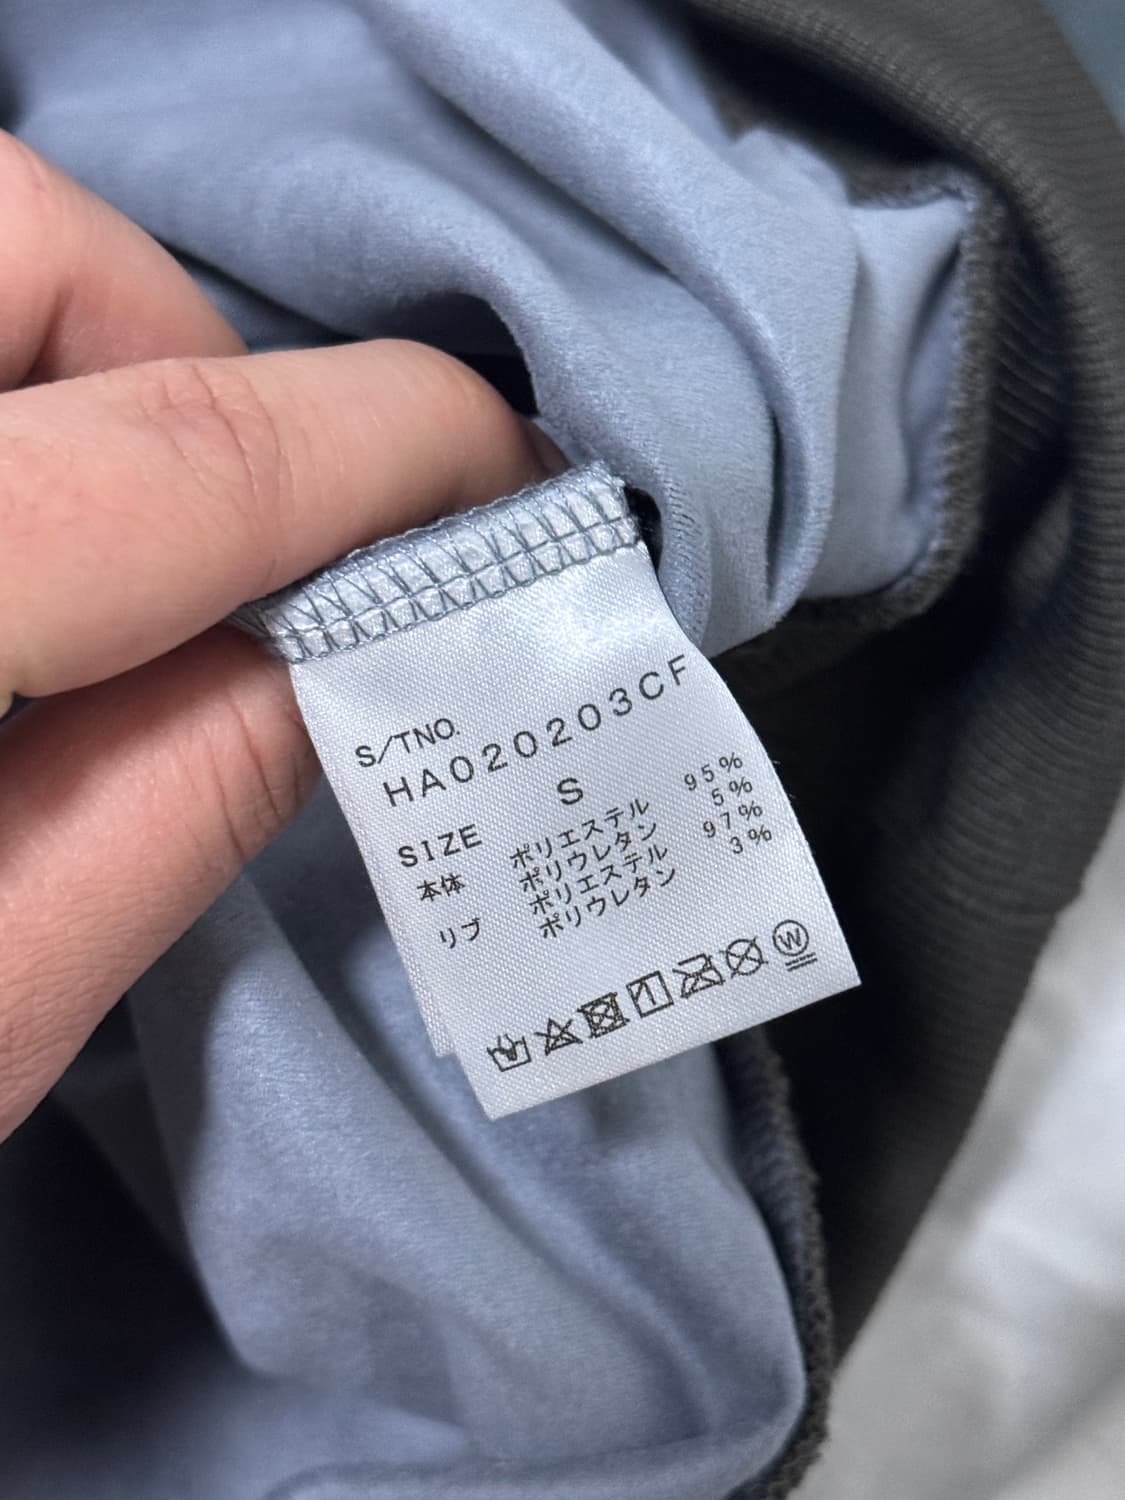 S/TNO.
HA020203CF
SIZE S
本体 ポリエステル 95%
ポリウレタン 5%
リブ ポリエステル 97%
ポリウレタン 3%
W